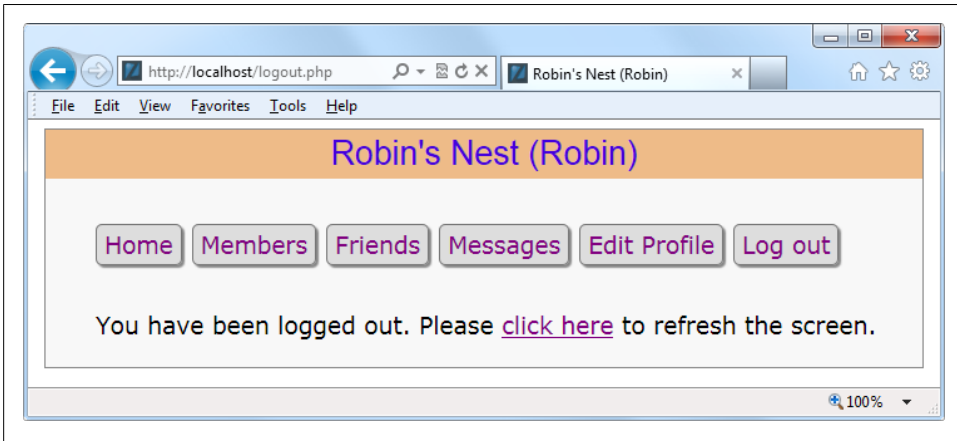 http://localhost/logout.php
Robin's Nest (Robin)
File Edit View Favorites Tools Help
Robin's Nest (Robin)
Home Members Friends Messages Edit Profile Log out
You have been logged out. Please click here to refresh the screen.
100%